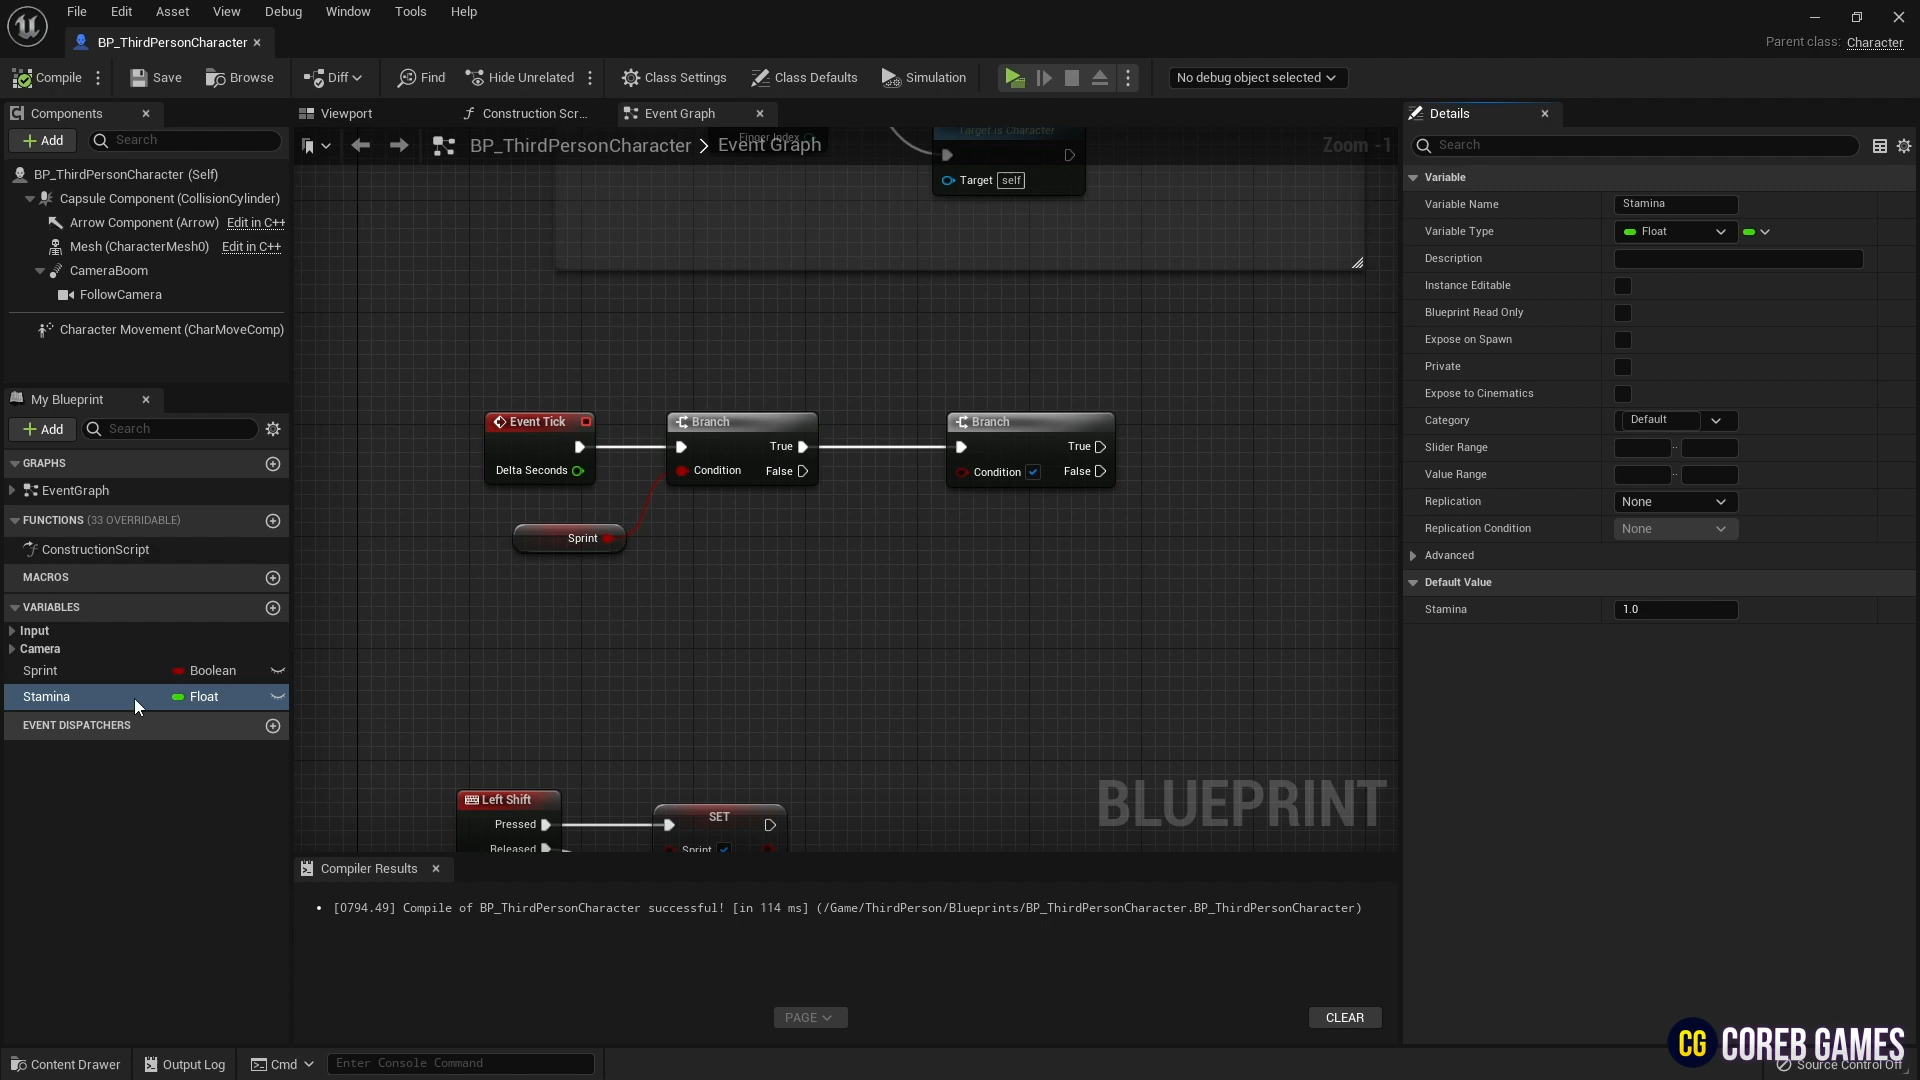 File Edit Asset View Debug Window Tools Help
BP_ThirdPersonCharacter
Parent class: Character
Compile Save Browse Diff Find Hide Unrelated Class Settings Class Defaults Simulation No debug object selected
Components
Add Search
BP_ThirdPersonCharacter (Self)
Capsule Component (CollisionCylinder)
Arrow Component (Arrow) Edit in C++
Mesh (CharacterMesh0) Edit in C++
CameraBoom
FollowCamera
Character Movement (CharMoveComp)
My Blueprint
Add Search
GRAPHS
EventGraph
FUNCTIONS (33 OVERRIDABLE)
ConstructionScript
MACROS
VARIABLES
Input
Camera
Sprint Boolean
Stamina Float
EVENT DISPATCHERS
Viewport Construction Scr... Event Graph
BP_ThirdPersonCharacter > Event Graph
Zoom -1
Finger Index
Target is Character
Target self
Event Tick
Delta Seconds
Branch
True
Condition False
Branch
True
Condition False
Sprint
Left Shift
Pressed
Released
SET
Sprint
BLUEPRINT
Compiler Results
• [0794.49] Compile of BP_ThirdPersonCharacter successful! [in 114 ms] (/Game/ThirdPerson/Blueprints/BP_ThirdPersonCharacter.BP_ThirdPersonCharacter)
PAGE CLEAR
Details
Search
Variable
Variable Name Stamina
Variable Type Float
Description
Instance Editable
Blueprint Read Only
Expose on Spawn
Private
Expose to Cinematics
Category Default
Slider Range ..
Value Range ..
Replication None
Replication Condition None
Advanced
Default Value
Stamina 1.0
Content Drawer Output Log Cmd Enter Console Command
CG COREB GAMES
Source Control Off